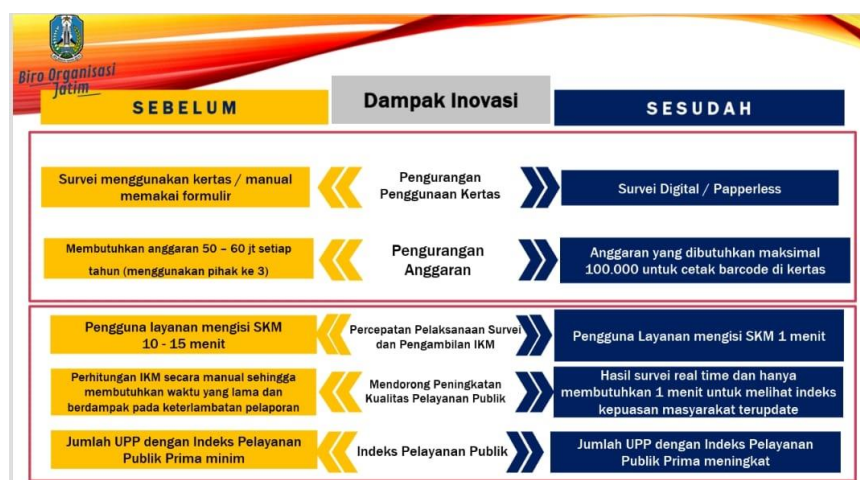 Biro Organisasi
Jatim
SEBELUM
Dampak Inovasi
SESUDAH
Survei menggunakan kertas / manual
memakai formulir
Pengurangan
Penggunaan Kertas
Survei Digital / Papperless
Membutuhkan anggaran 50 – 60 jt setiap
tahun (menggunakan pihak ke 3)
Pengurangan
Anggaran
Anggaran yang dibutuhkan maksimal
100.000 untuk cetak barcode di kertas
Pengguna layanan mengisi SKM
10 - 15 menit
Percepatan Pelaksanaan Survei
dan Pengambilan IKM
Pengguna Layanan mengisi SKM 1 menit
Perhitungan IKM secara manual sehingga
membutuhkan waktu yang lama dan
berdampak pada keterlambatan pelaporan
Mendorong Peningkatan
Kualitas Pelayanan Publik
Hasil survei real time dan hanya
membutuhkan 1 menit untuk melihat indeks
kepuasan masyarakat terupdate
Jumlah UPP dengan Indeks Pelayanan
Publik Prima minim
Indeks Pelayanan Publik
Jumlah UPP dengan Indeks Pelayanan
Publik Prima meningkat